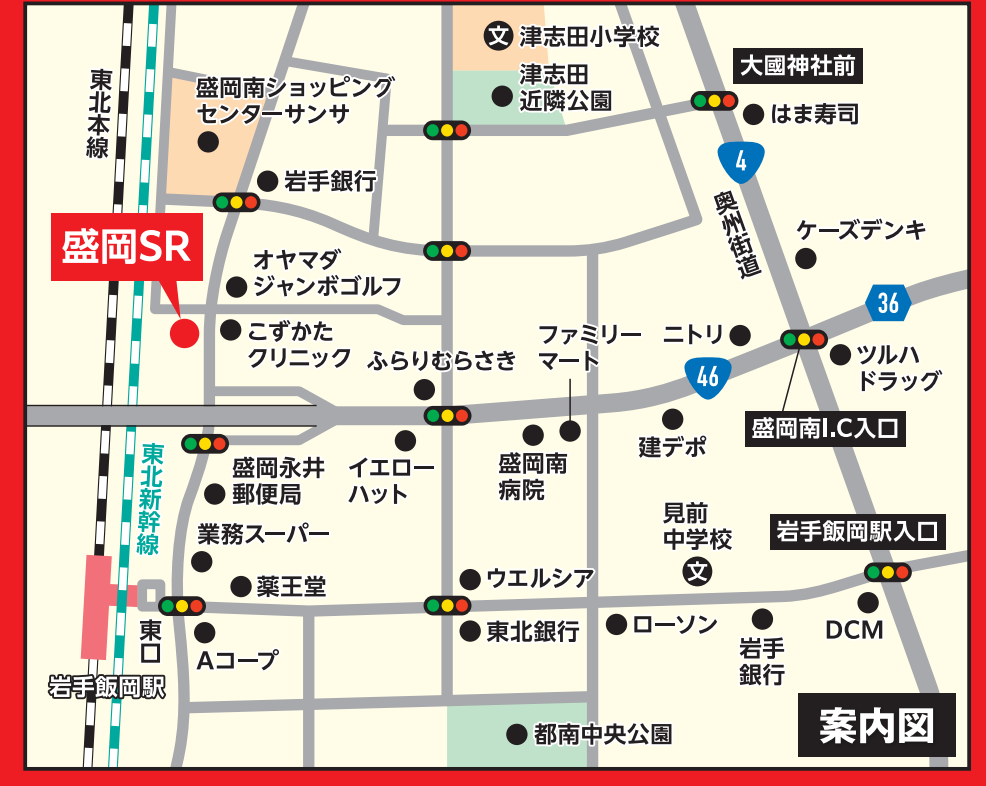 文 津志田小学校
津志田
近隣公園
大國神社前
はま寿司
盛岡南ショッピング
センターサンサ
東北本線
岩手銀行
4
奥州街道
盛岡SR
オヤマダ
ジャンボゴルフ
ケーズデンキ
36
こずかた
クリニック
ファミリー
マート
ニトリ
ふらりむらさき
46
ツルハ
ドラッグ
盛岡南I.C入口
建デポ
盛岡永井
郵便局
イエロー
ハット
盛岡南
病院
東北新幹線
業務スーパー
見前
中学校
文
岩手飯岡駅入口
薬王堂
ウエルシア
東口
Aコープ
東北銀行
ローソン
岩手
銀行
DCM
岩手飯岡駅
都南中央公園
案内図